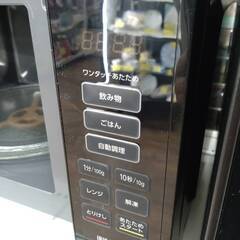 ワンタッチあたため
飲み物
ごはん
自動調理
1分/100g
10秒/10g
レンジ
解凍
とりけし
あたため
スタート